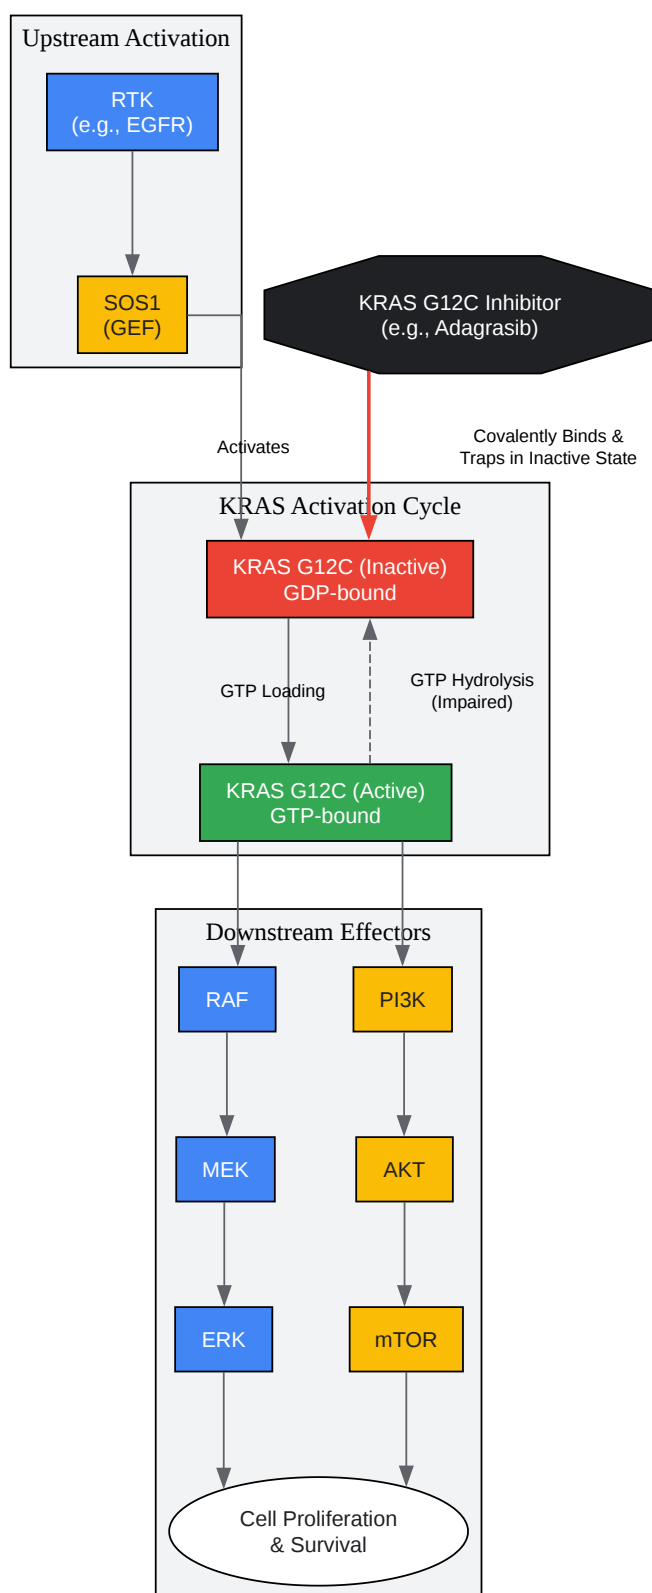 Upstream Activation
RTK
(e.g., EGFR)
SOS1
(GEF)
KRAS G12C Inhibitor
(e.g., Adagrasib)
Activates
Covalently Binds &
Traps in Inactive State
KRAS Activation Cycle
KRAS G12C (Inactive)
GDP-bound
GTP Loading
GTP Hydrolysis
(Impaired)
KRAS G12C (Active)
GTP-bound
Downstream Effectors
RAF
PI3K
MEK
AKT
ERK
mTOR
Cell Proliferation
& Survival